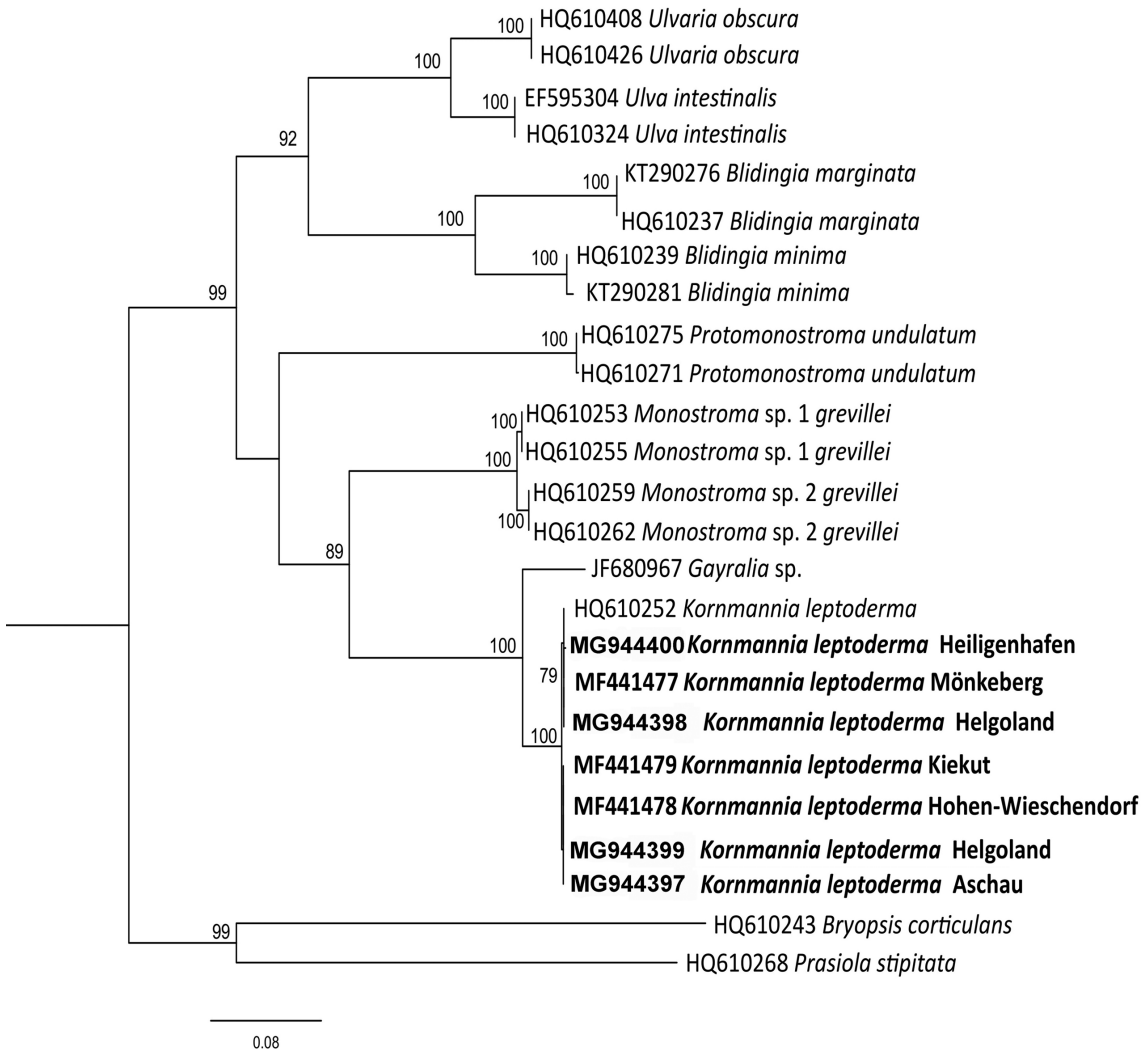 100 HQ610408 Ulvaria obscura
HQ610426 Ulvaria obscura
100
100 EF595304 Ulva intestinalis
HQ610324 Ulva intestinalis
92
100 KT290276 Blidingia marginata
HQ610237 Blidingia marginata
100
100 HQ610239 Blidingia minima
KT290281 Blidingia minima
99
100 HQ610275 Protomonostroma undulatum
HQ610271 Protomonostroma undulatum
100 HQ610253 Monostroma sp. 1 grevillei
HQ610255 Monostroma sp. 1 grevillei
100
HQ610259 Monostroma sp. 2 grevillei
100 HQ610262 Monostroma sp. 2 grevillei
89
JF680967 Gayralia sp.
HQ610252 Kornmannia leptoderma
100 MG944400 Kornmannia leptoderma Heiligenhafen
79 MF441477 Kornmannia leptoderma Mönkeberg
MG944398 Kornmannia leptoderma Helgoland
100
MF441479 Kornmannia leptoderma Kiekut
MF441478 Kornmannia leptoderma Hohen-Wieschendorf
MG944399 Kornmannia leptoderma Helgoland
MG944397 Kornmannia leptoderma Aschau
99 HQ610243 Bryopsis corticulans
HQ610268 Prasiola stipitata
0.08